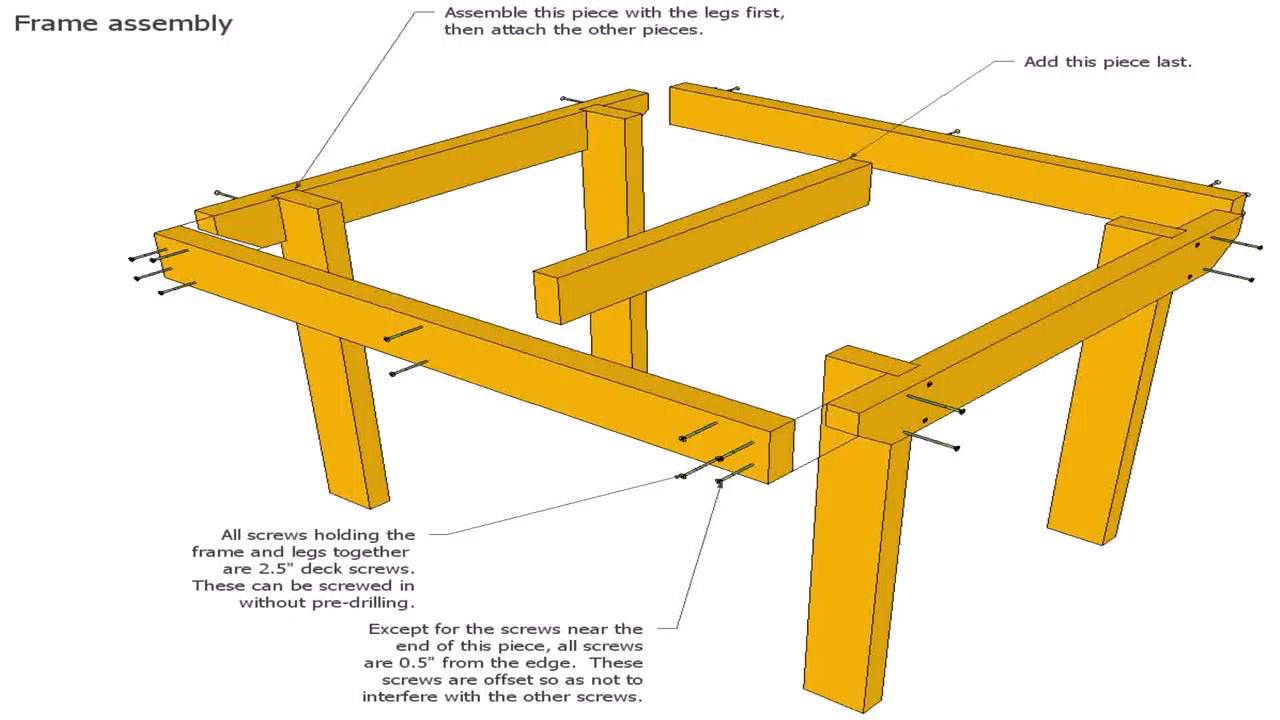 Frame assembly
Assemble this piece with the legs first,
then attach the other pieces.
Add this piece last.
All screws holding the
frame and legs together
are 2.5" deck screws.
These can be screwed in
without pre-drilling.
Except for the screws near the
end of this piece, all screws
are 0.5" from the edge.  These
screws are offset so as not to
interfere with the other screws.